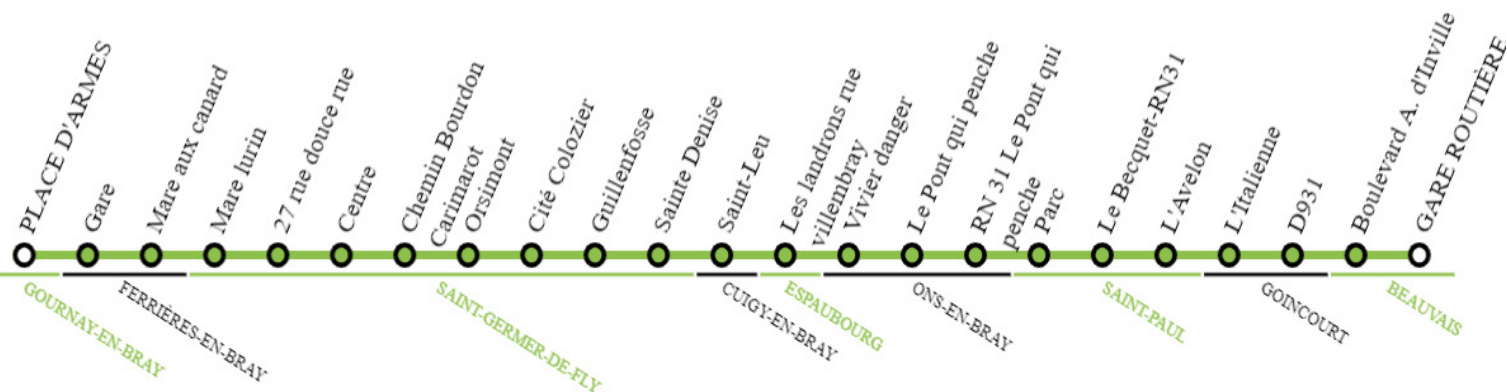 PLACE D'ARMES
Gare
Mare aux canard
Mare lurin
27 rue douce rue
Centre
Chemin Bourdon
Carimarot
Orsimont
Cité Colozier
Guillenfosse
Sainte Denise
Saint-Leu
Les landrons rue
villembray
Vivier danger
Le Pont qui penche
RN 31 Le Pont qui
penche
Parc
Le Becquet-RN31
L'Avelon
L'Italienne
D931
Boulevard A. d'Inville
GARE ROUTIÈRE
GOURNAY-EN-BRAY
FERRIÈRES-EN-BRAY
SAINT-GERMER-DE-FLY
CUIGY-EN-BRAY
ESPAUBOURG
ONS-EN-BRAY
SAINT-PAUL
GOINCOURT
BEAUVAIS